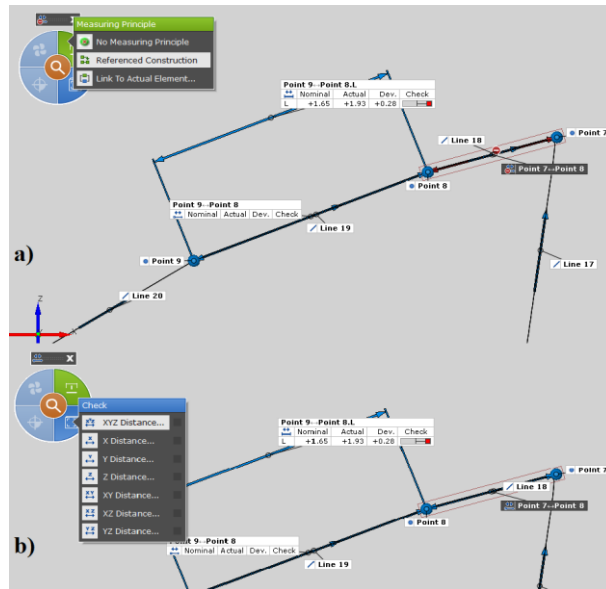 Measuring Principle
No Measuring Principle
Referenced Construction
Link To Actual Element...
Point 9--Point 8.L
Nominal Actual Dev. Check
L +1.65 +1.93 +0.28
Line 18
Point 7
Point 7--Point 8
Point 8
Point 9--Point 8
Nominal Actual Dev. Check
Line 19
a)
Point 9
Line 17
Line 20
Z
X
Check
XYZ Distance...
X Distance...
Y Distance...
Z Distance...
XY Distance...
XZ Distance...
YZ Distance...
Point 9--Point 8.L
Nominal Actual Dev. Check
L +1.65 +1.93 +0.28
Point 7
Line 18
Point 7--Point 8
Point 8
b)
t 9--Point 8
Nominal Actual Dev. Check
Line 19